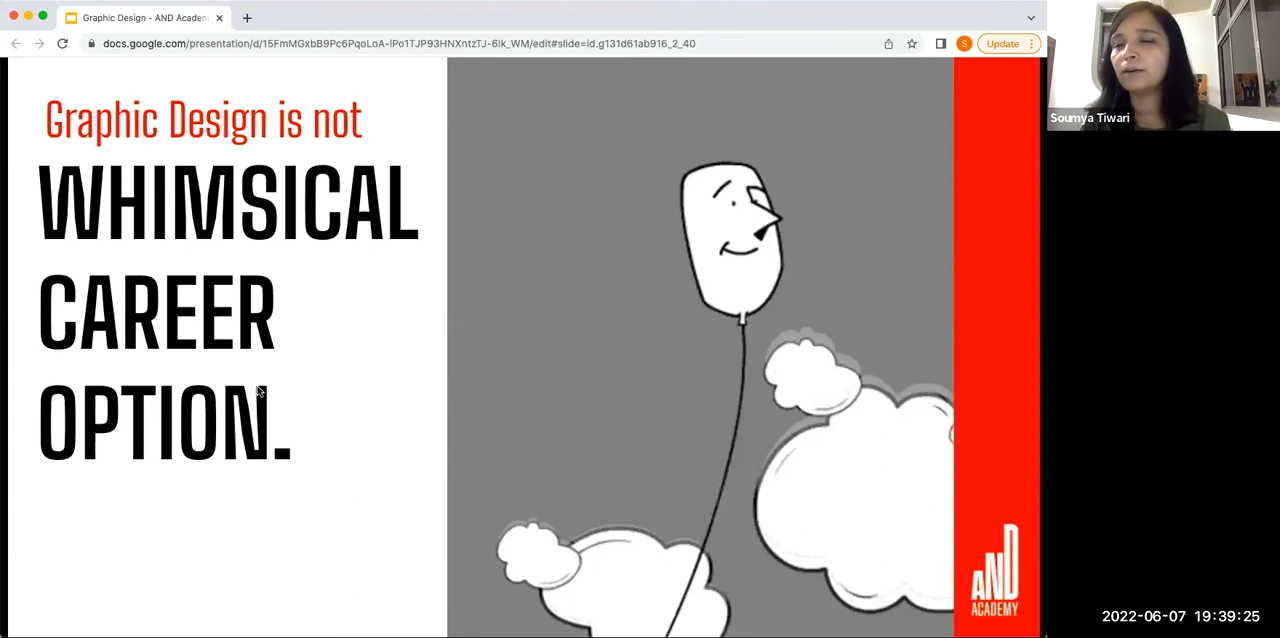 Graphic Design - AND Academ
docs.google.com/presentation/d/15FmMGxbB9Pc6PqoLoA-lPo1TJP93HNXntzTJ-6lk_WM/edit#slide=id.g131d61ab916_2_40
S
Update
Soumya Tiwari
Graphic Design is not
WHIMSICAL
CAREER
OPTION.
AND
ACADEMY
2022-06-07 19:39:25